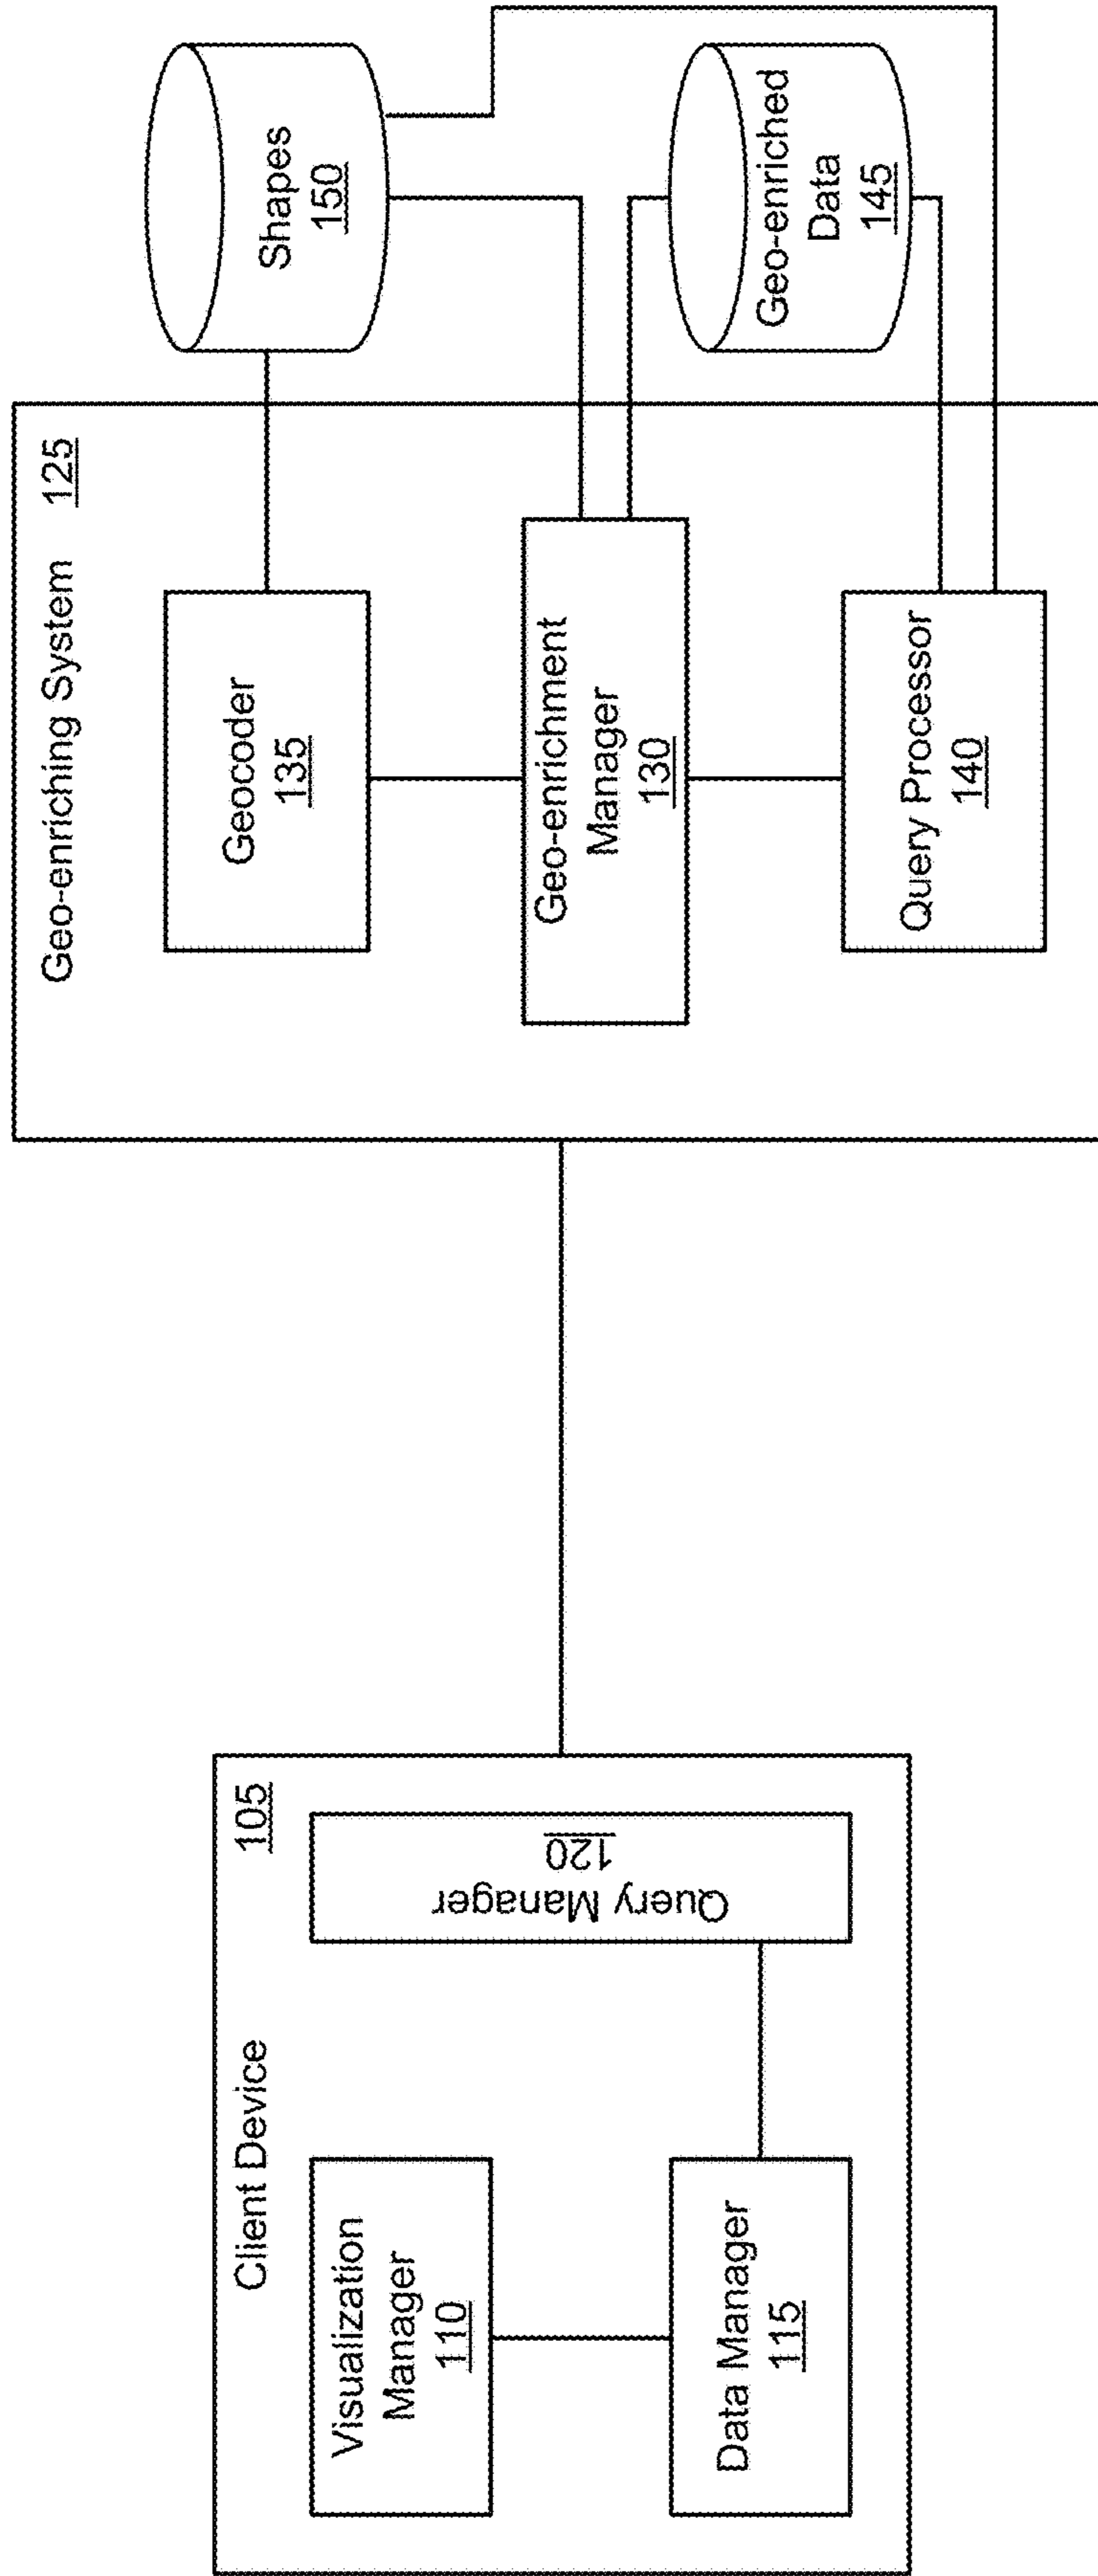 Client Device
105
Visualization
Manager
110
Data Manager
115
Query Manager
120
Geo-enriching System
125
Geocoder
135
Geo-enrichment
Manager
130
Query Processor
140
Shapes
150
Geo-enriched
Data
145